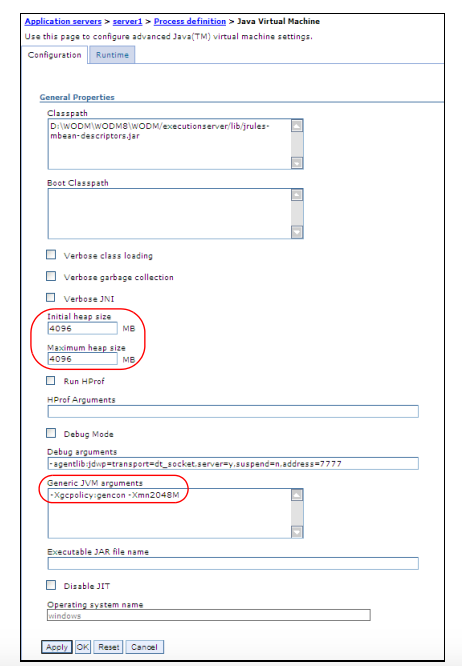 Application servers > server1 > Process definition > Java Virtual Machine
Use this page to configure advanced Java(TM) virtual machine settings.
Configuration Runtime
General Properties
Classpath
D:\WODM\WODM8\WODM/executionserver/lib/jrules-
mbean-descriptors.jar
Boot Classpath
Verbose class loading
Verbose garbage collection
Verbose JNI
Initial heap size
4096 MB
Maximum heap size
4096 MB
Run HProf
HProf Arguments
Debug Mode
Debug arguments
-agentlib:jdwp=transport=dt_socket,server=y,suspend=n,address=7777
Generic JVM arguments
-Xgcpolicy:gencon -Xmn2048M
Executable JAR file name
Disable JIT
Operating system name
windows
Apply OK Reset Cancel